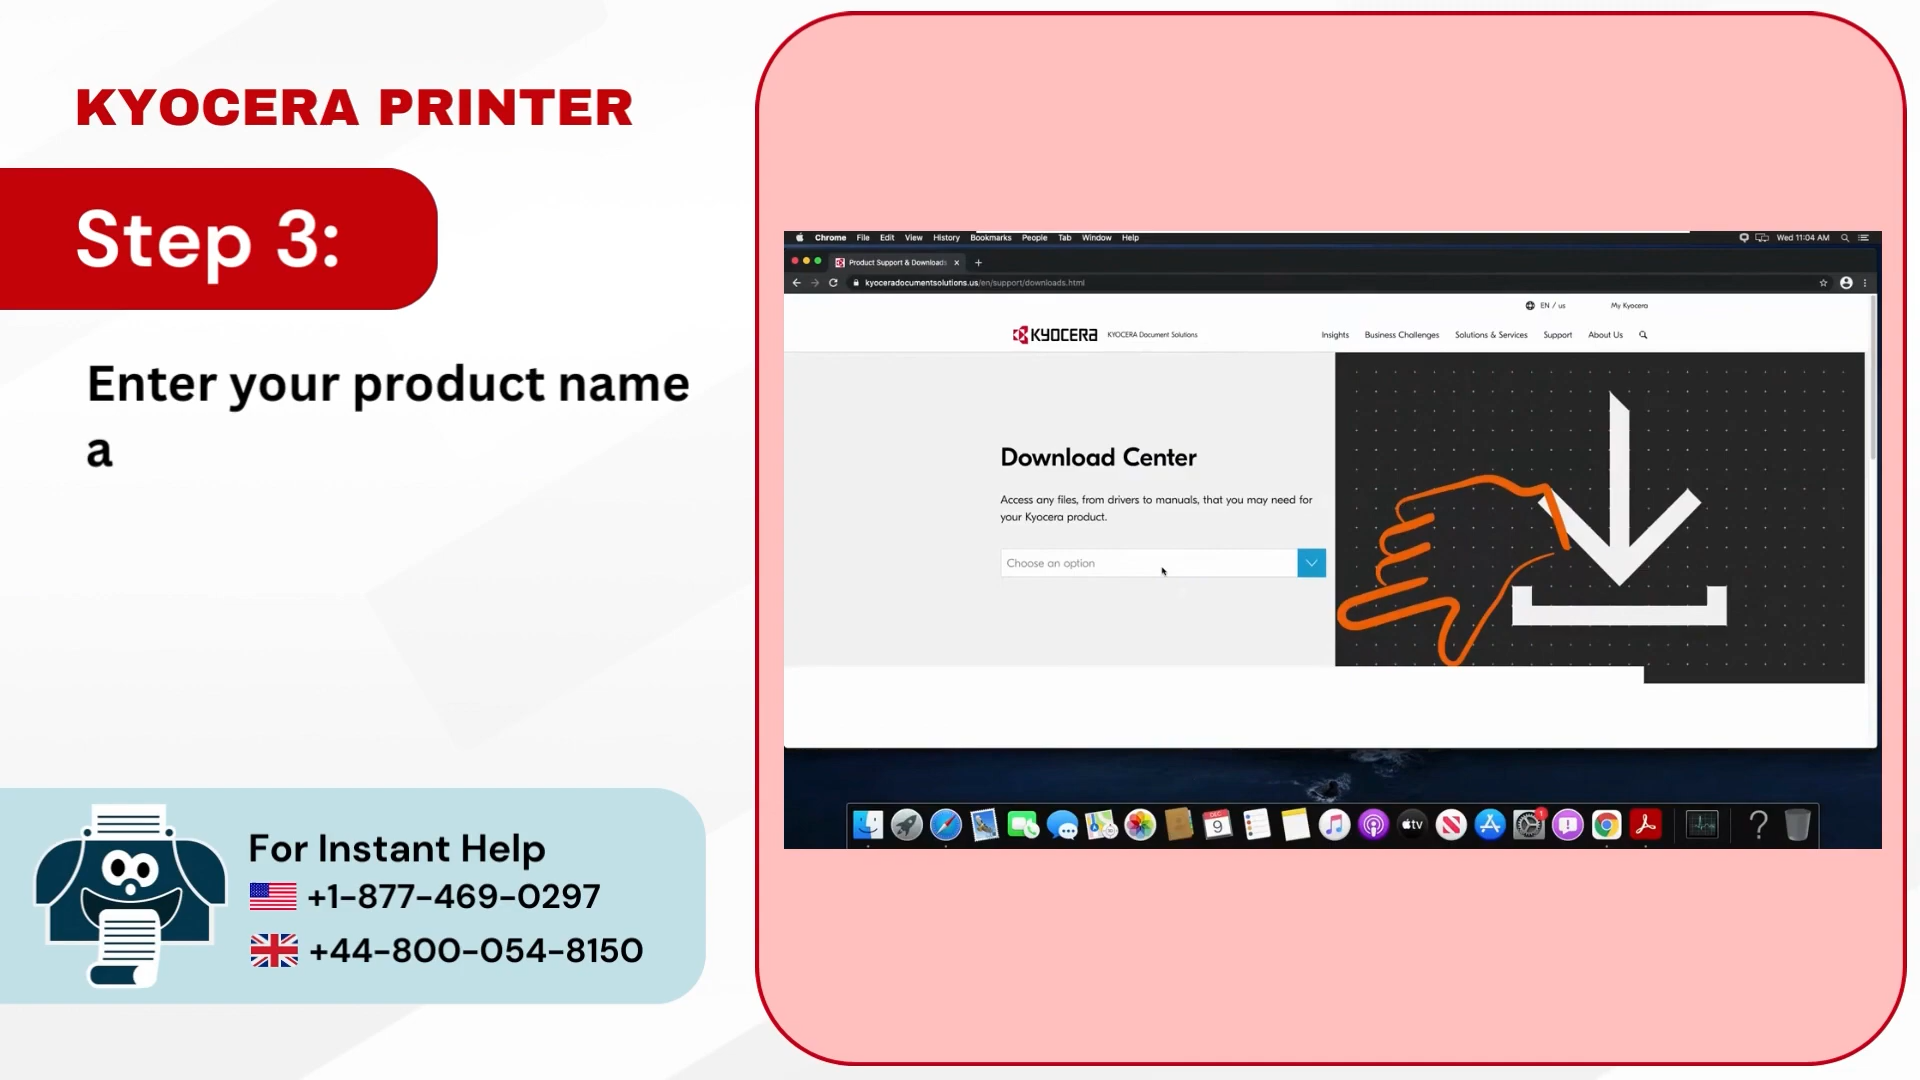 KYOCERA PRINTER
Step 3:
Enter your product name
a
For Instant Help
+1-877-469-0297
+44-800-054-8150
Chrome File Edit View History Bookmarks People Tab Window Help
Wed 11:04 AM
Product Support & Downloads
kyoceradocumentsolutions.us/en/support/downloads.html
EN / us My Kyocera
KYOCERA KYOCERA Document Solutions
Insights Business Challenges Solutions & Services Support About Us
Download Center
Access any files, from drivers to manuals, that you may need for
your Kyocera product.
Choose an option
DEC
9
tv
1